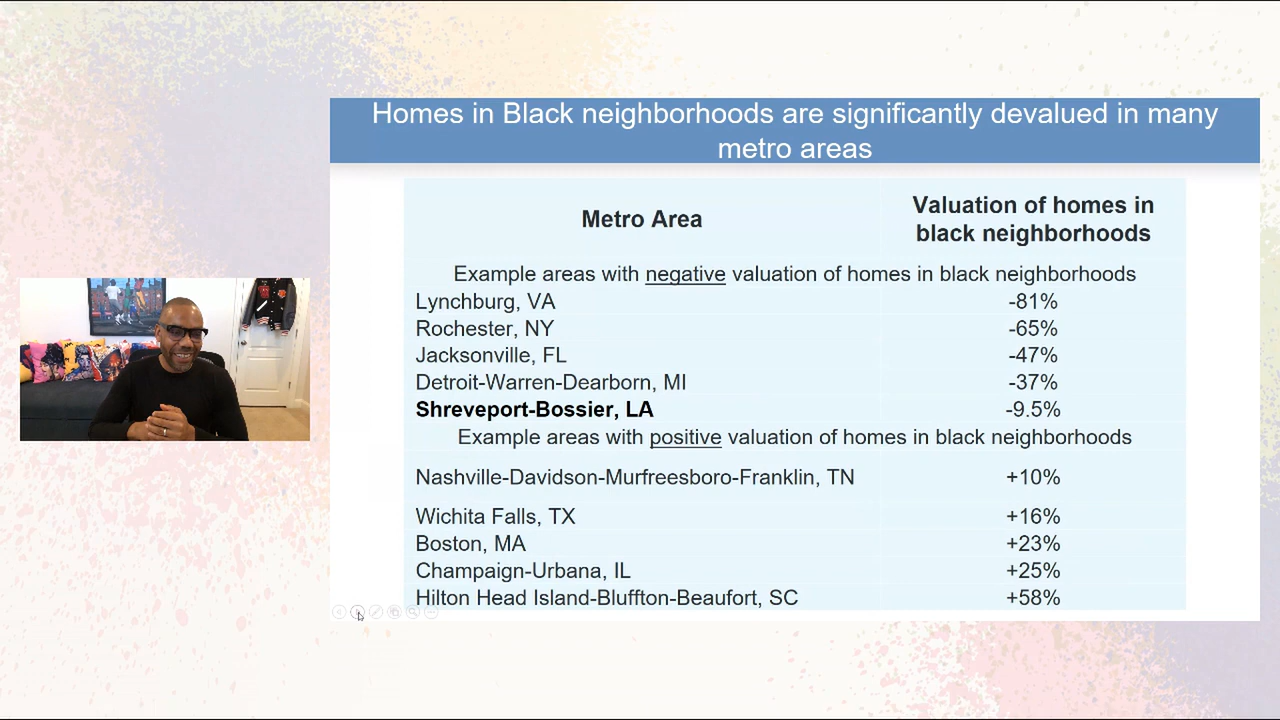 Homes in Black neighborhoods are significantly devalued in many
metro areas
Metro Area
Valuation of homes in
black neighborhoods
Example areas with negative valuation of homes in black neighborhoods
Lynchburg, VA -81%
Rochester, NY -65%
Jacksonville, FL -47%
Detroit-Warren-Dearborn, MI -37%
Shreveport-Bossier, LA -9.5%
Example areas with positive valuation of homes in black neighborhoods
Nashville-Davidson-Murfreesboro-Franklin, TN +10%
Wichita Falls, TX +16%
Boston, MA +23%
Champaign-Urbana, IL +25%
Hilton Head Island-Bluffton-Beaufort, SC +58%